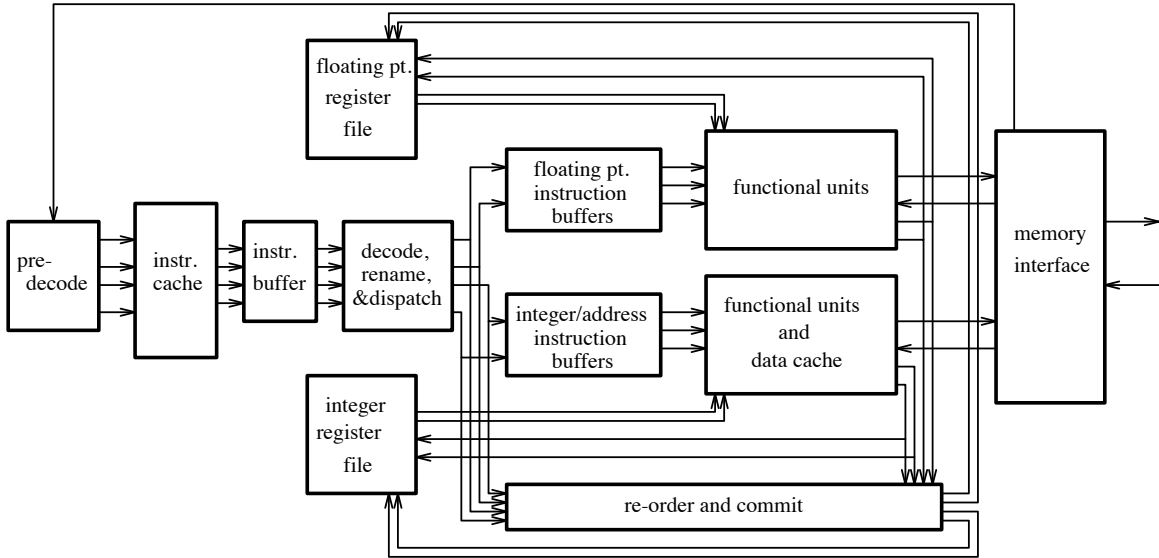 floating pt.
register
file
pre-
decode
instr.
cache
instr.
buffer
decode,
rename,
&dispatch
floating pt.
instruction
buffers
functional units
integer/address
instruction
buffers
functional units
and
data cache
memory
interface
integer
register
file
re-order and commit